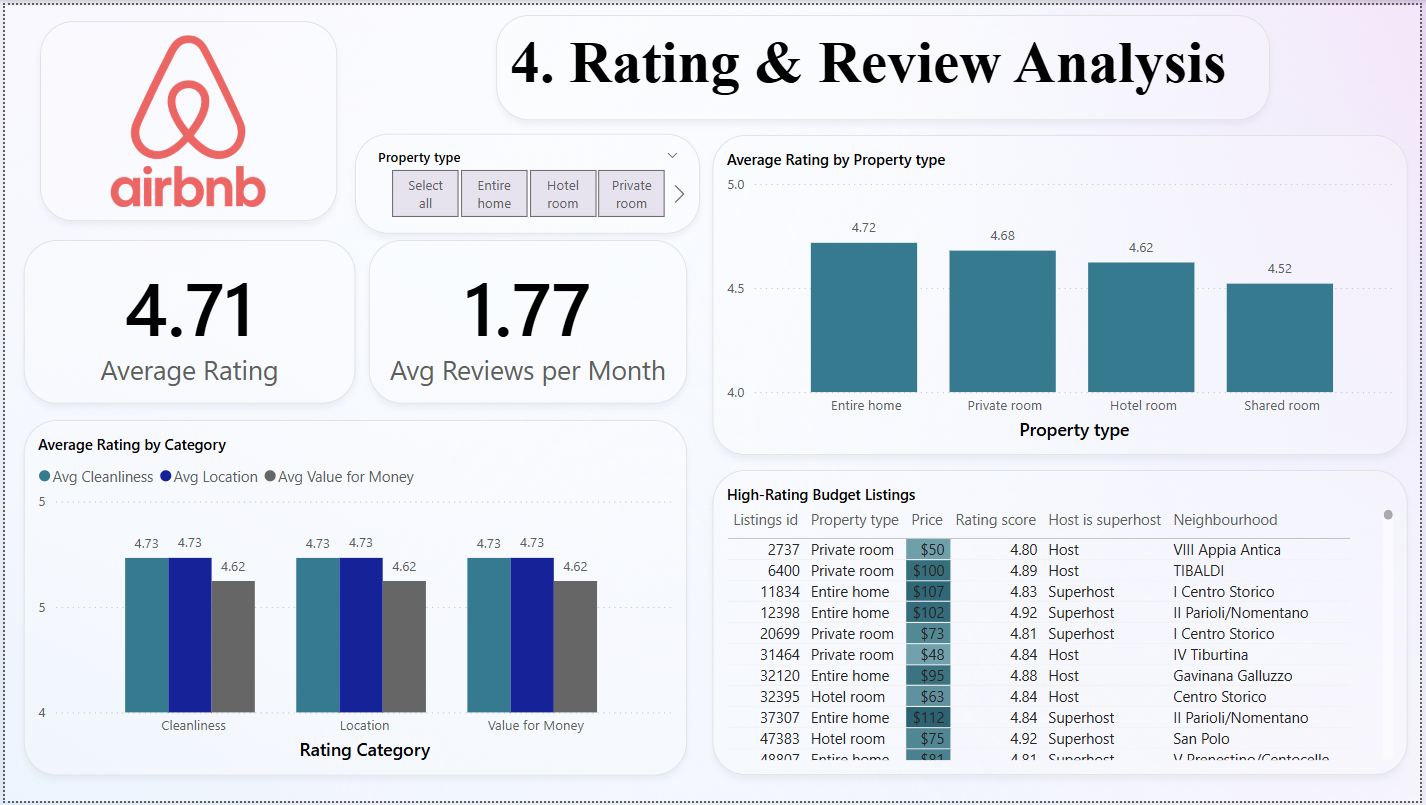 airbnb
4. Rating & Review Analysis
Property type
Select all
Entire home
Hotel room
Private room
4.71
Average Rating
1.77
Avg Reviews per Month
Average Rating by Property type
5.0
4.5
4.0
4.72
4.68
4.62
4.52
Entire home Private room Hotel room Shared room
Property type
Average Rating by Category
Avg Cleanliness Avg Location Avg Value for Money
5
5
4
4.73 4.73 4.62 4.73 4.73 4.62 4.73 4.73 4.62
Cleanliness Location Value for Money
Rating Category
High-Rating Budget Listings
Listings id Property type Price Rating score Host is superhost Neighbourhood
2737 Private room $50 4.80 Host VIII Appia Antica
6400 Private room $100 4.89 Host TIBALDI
11834 Entire home $107 4.83 Superhost I Centro Storico
12398 Entire home $102 4.92 Superhost II Parioli/Nomentano
20699 Private room $73 4.81 Superhost I Centro Storico
31464 Private room $48 4.84 Host IV Tiburtina
32120 Entire home $95 4.88 Host Gavinana Galluzzo
32395 Hotel room $63 4.84 Host Centro Storico
37307 Entire home $112 4.84 Superhost II Parioli/Nomentano
47383 Hotel room $75 4.92 Superhost San Polo
48807 Entire home $81 4.81 Superhost V Prenestino/Centocelle